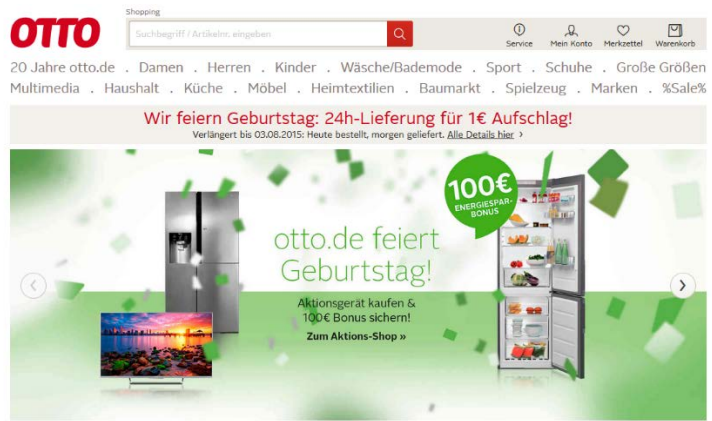 Shopping
OTTO
Suchbegriff / Artikelnr. eingeben
Service
Mein Konto
Merkzettel
Warenkorb
20 Jahre otto.de . Damen . Herren . Kinder . Wäsche/Bademode . Sport . Schuhe . Große Größen
Multimedia . Haushalt . Küche . Möbel . Heimtextilien . Baumarkt . Spielzeug . Marken . %Sale%
Wir feiern Geburtstag: 24h-Lieferung für 1€ Aufschlag!
Verlängert bis 03.08.2015: Heute bestellt, morgen geliefert. Alle Details hier ›
100€
ENERGIESPAR-
BONUS
otto.de feiert
Geburtstag!
Aktionsgerät kaufen &
100€ Bonus sichern!
Zum Aktions-Shop »